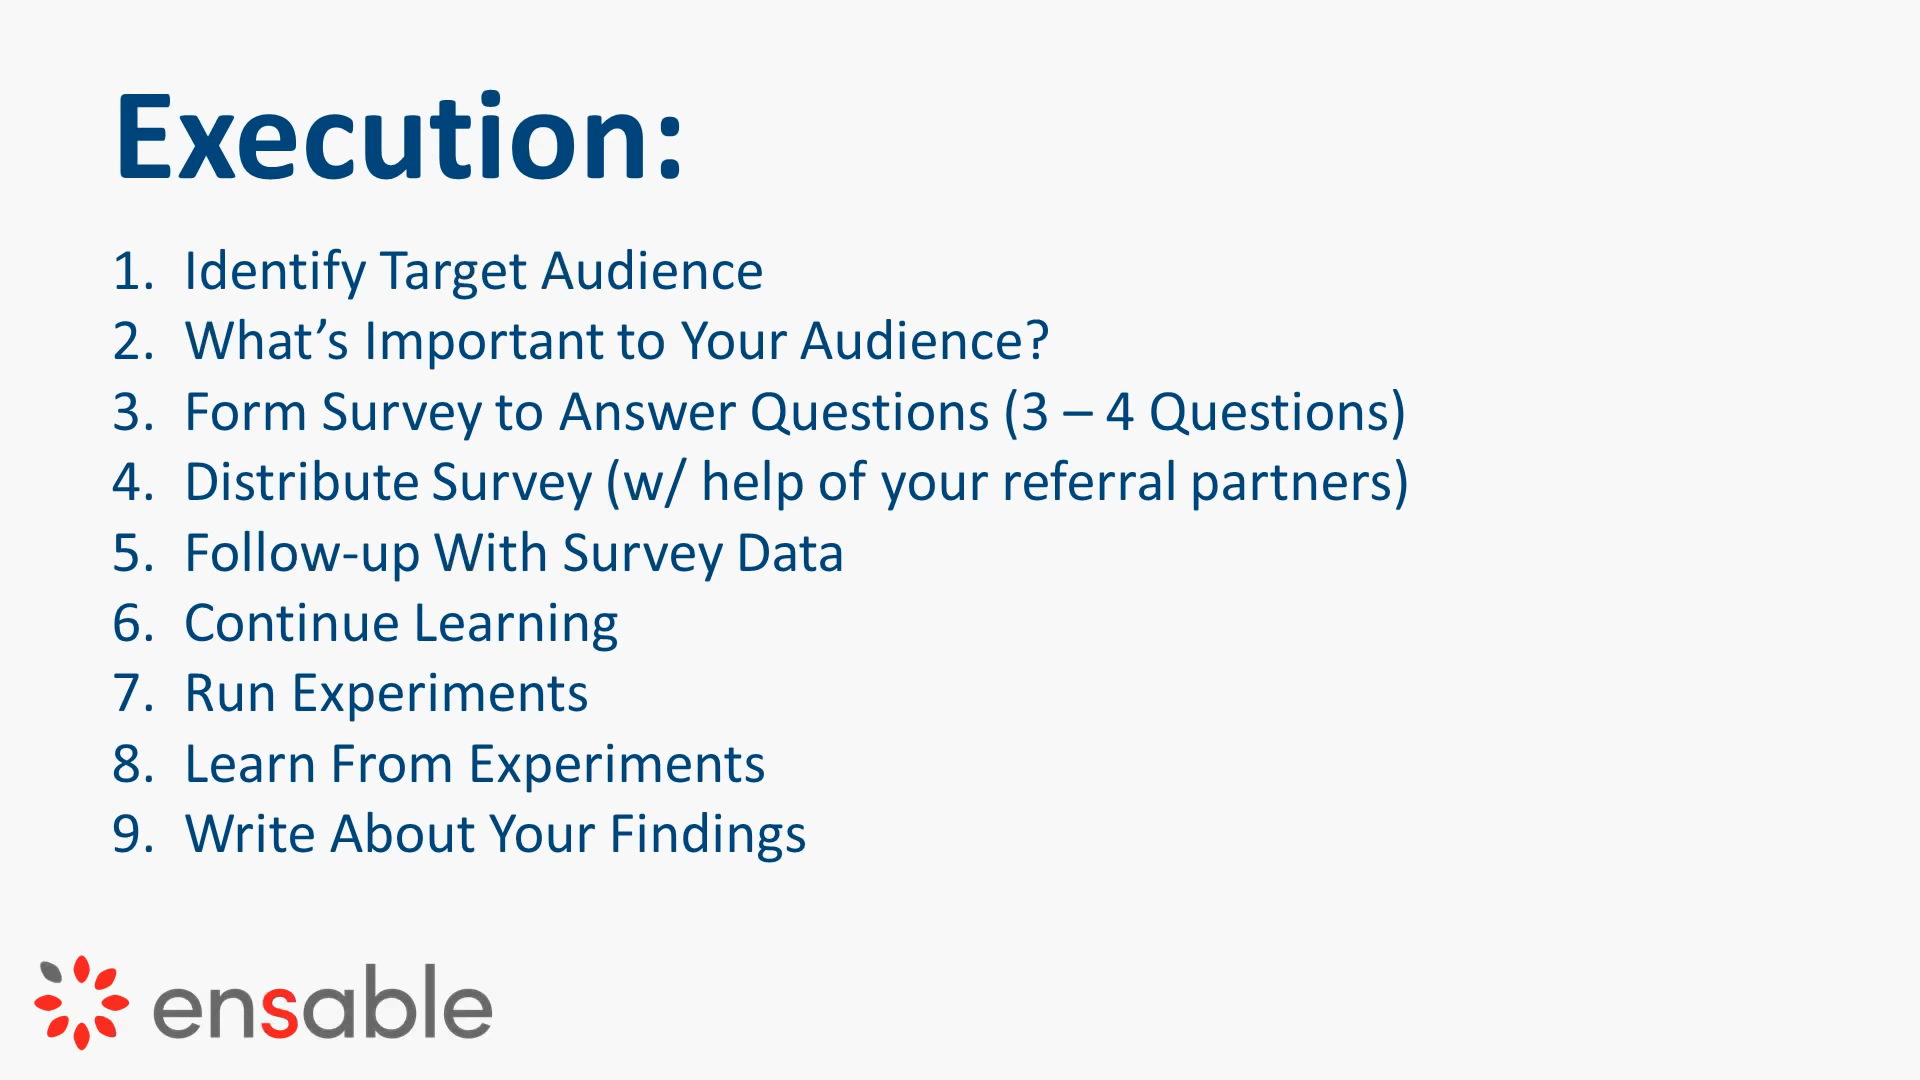 Execution:
1. Identify Target Audience
2. What’s Important to Your Audience?
3. Form Survey to Answer Questions (3 – 4 Questions)
4. Distribute Survey (w/ help of your referral partners)
5. Follow-up With Survey Data
6. Continue Learning
7. Run Experiments
8. Learn From Experiments
9. Write About Your Findings
ensable